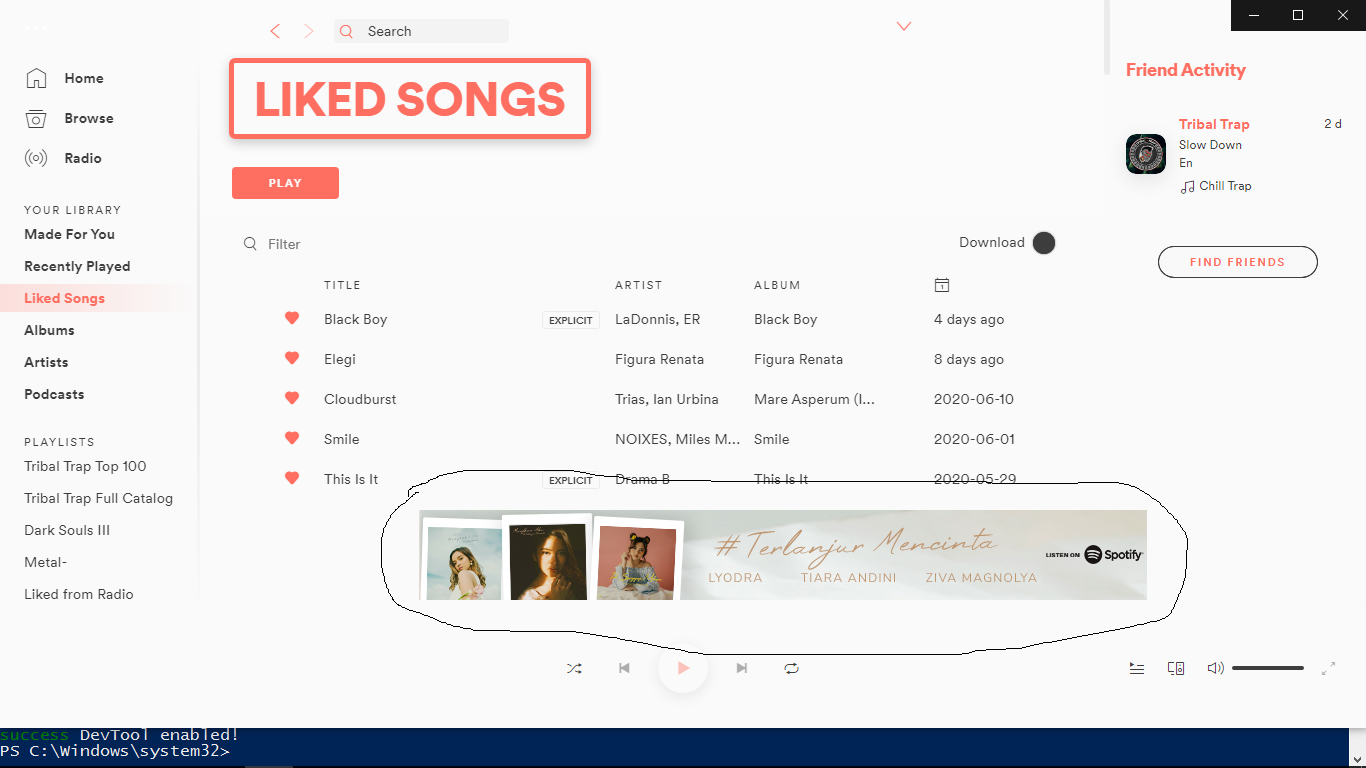 Search
LIKED SONGS
PLAY
Home
Browse
Radio
YOUR LIBRARY
Made For You
Recently Played
Liked Songs
Albums
Artists
Podcasts
PLAYLISTS
Tribal Trap Top 100
Tribal Trap Full Catalog
Dark Souls III
Metal-
Liked from Radio
Filter
Download
TITLE ARTIST ALBUM
Black Boy EXPLICIT LaDonnis, ER Black Boy 4 days ago
Elegi Figura Renata Figura Renata 8 days ago
Cloudburst Trias, Ian Urbina Mare Asperum (I... 2020-06-10
Smile NOIXES, Miles M... Smile 2020-06-01
This Is It EXPLICIT Drama B This Is It 2020-05-29
#Terlanjur Mencinta
LYODRA TIARA ANDINI ZIVA MAGNOLYA
LISTEN ON Spotify
Friend Activity
Tribal Trap 2 d
Slow Down
En
Chill Trap
FIND FRIENDS
success DevTool enabled!
PS C:\Windows\system32>